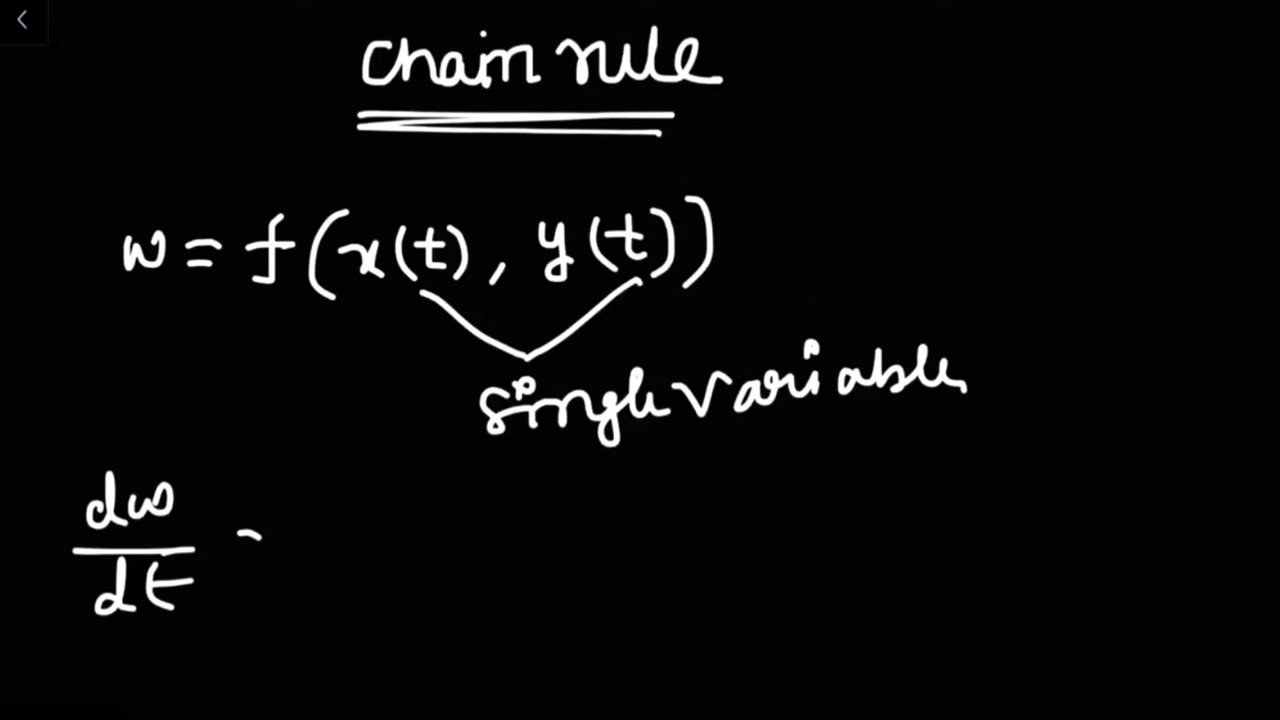 chain rule
w = f(x(t), y(t))
single variable
dw
dt